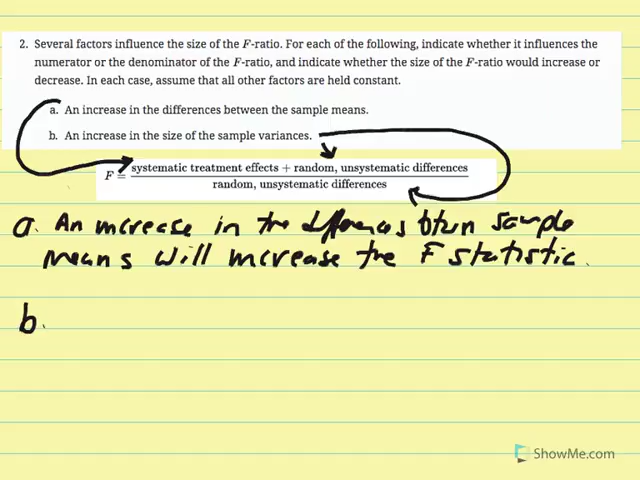 2. Several factors influence the size of the F-ratio. For each of the following, indicate whether it influences the
numerator or the denominator of the F-ratio, and indicate whether the size of the F-ratio would increase or
decrease. In each case, assume that all other factors are held constant.
a. An increase in the differences between the sample means.
b. An increase in the size of the sample variances.
F = systematic treatment effects + random, unsystematic differences
random, unsystematic differences
a. An increase in the differences btwn sample
means will increase the F statistic.
b.
ShowMe.com